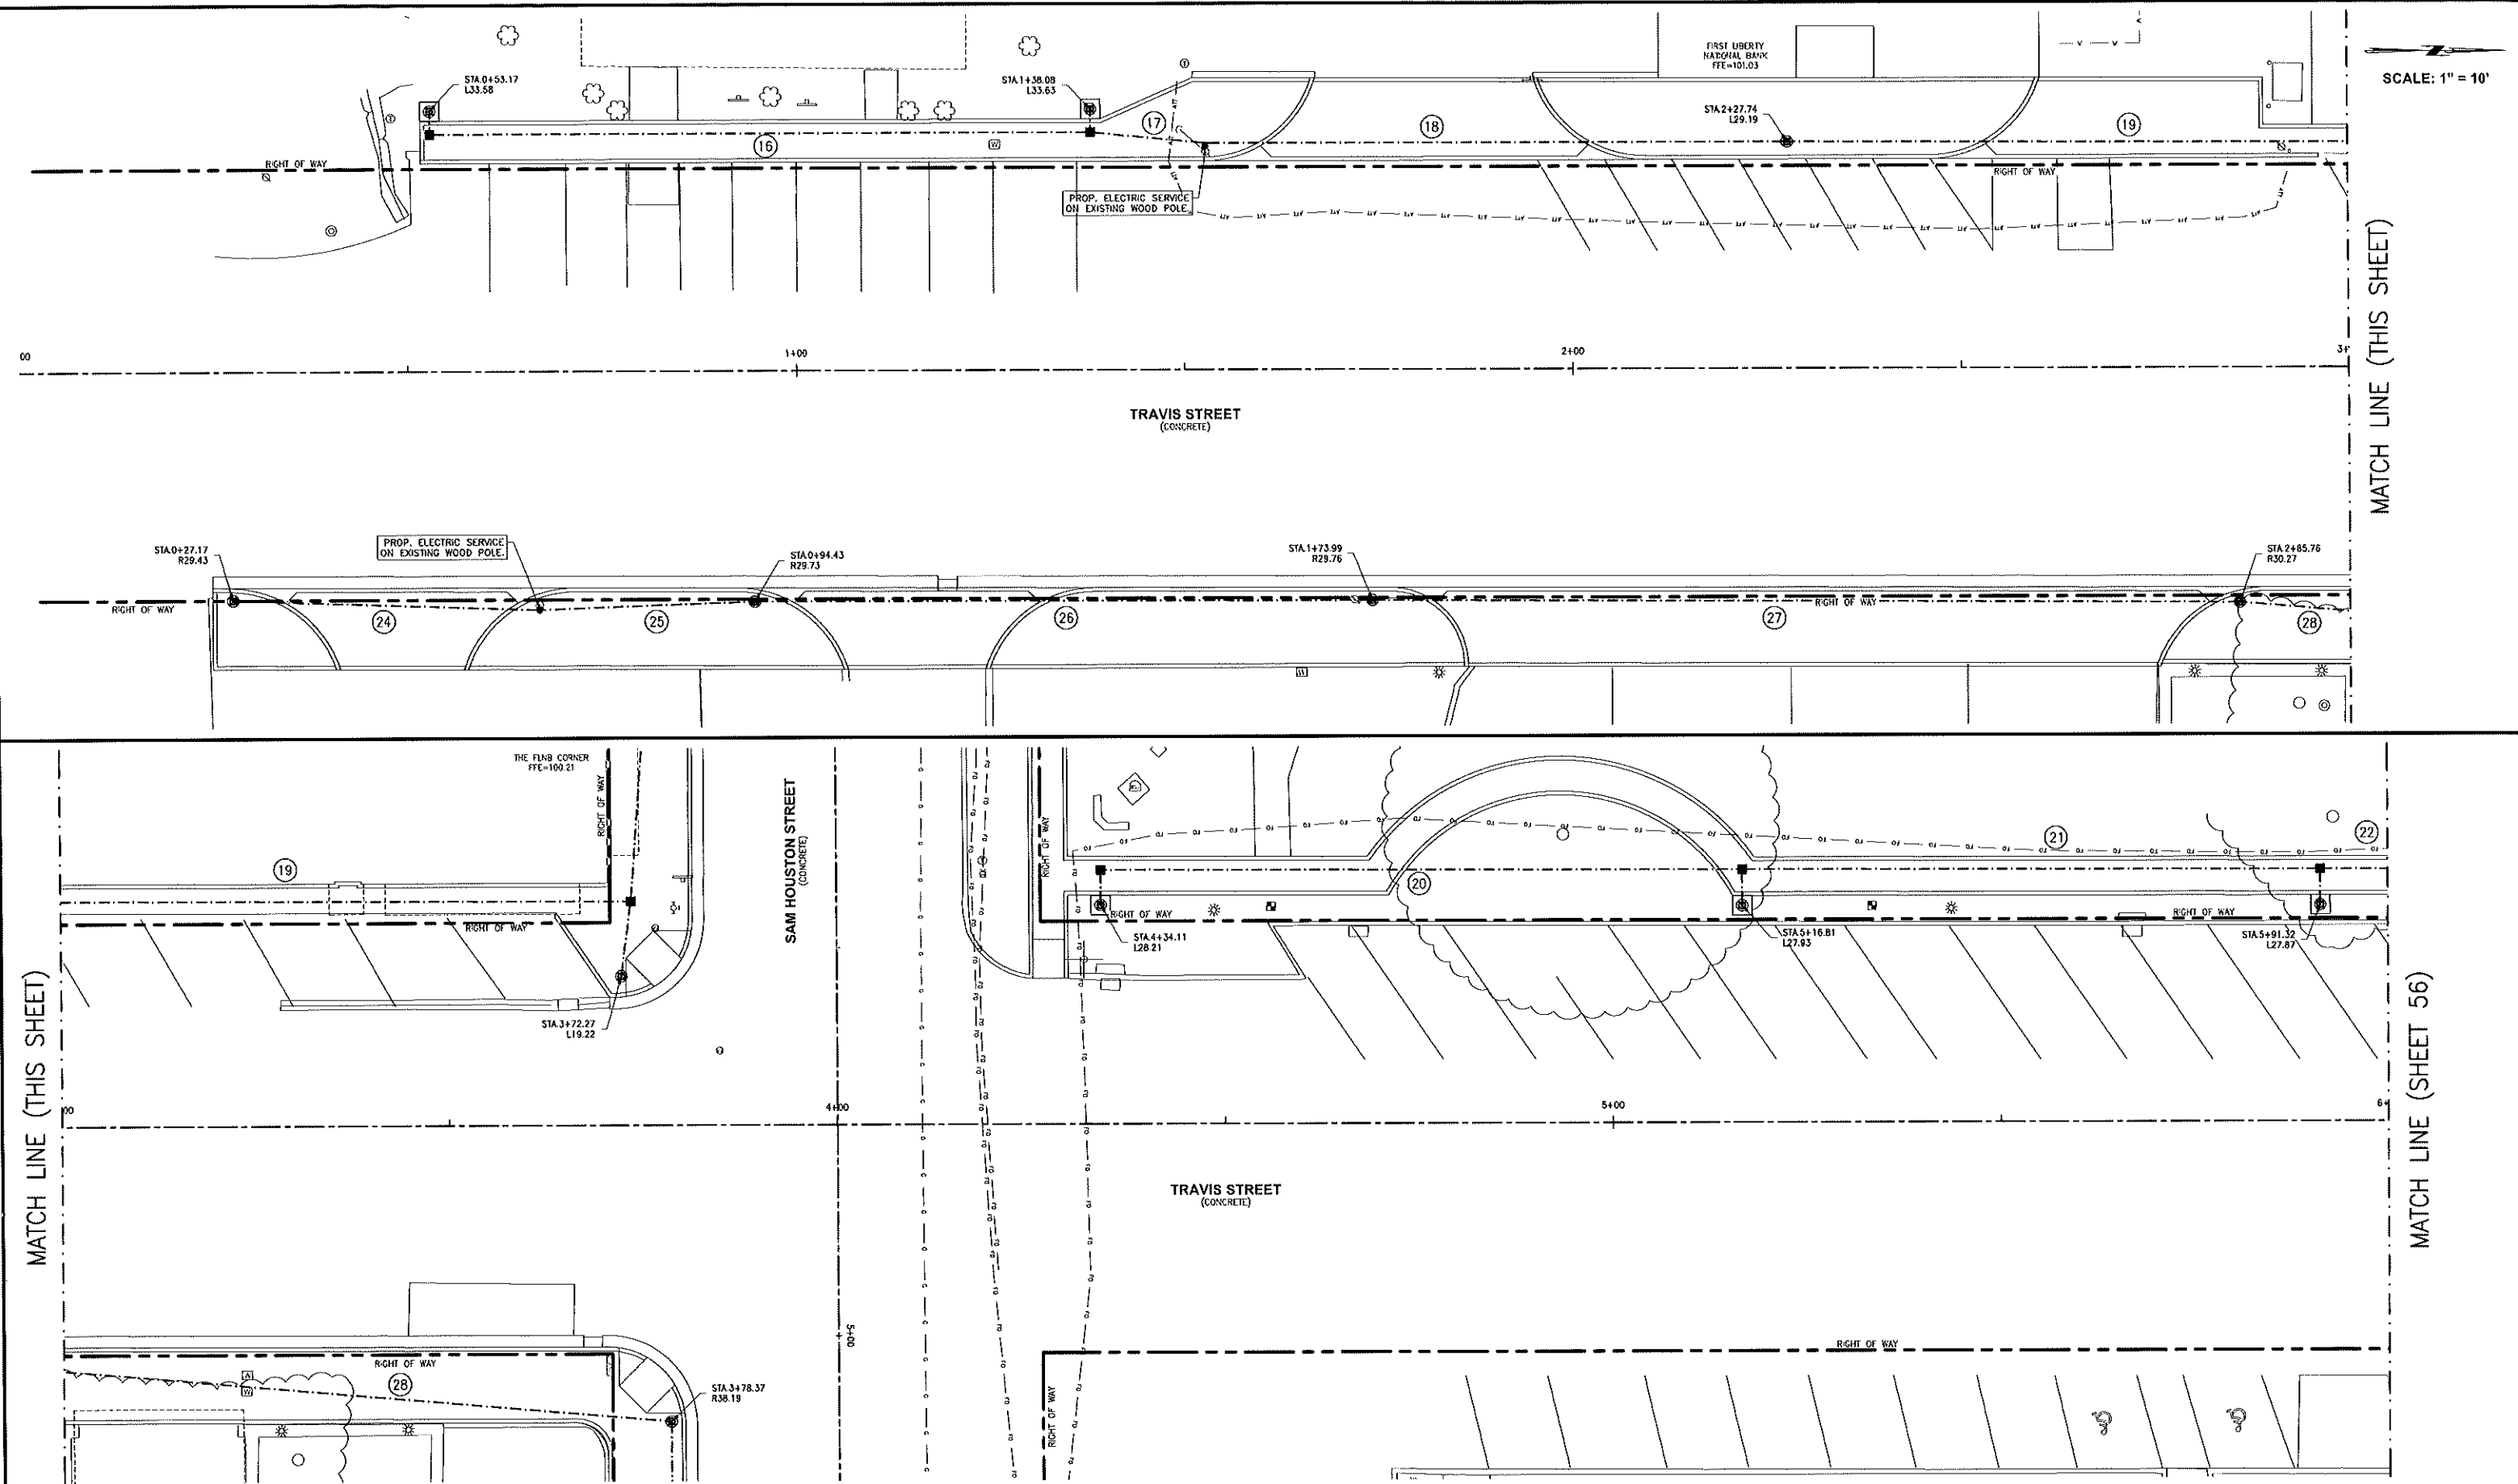 STA.0+53.17
L33.58
STA.1+38.08
L33.63
FIRST LIBERTY
NATIONAL BANK
FFE=101.03
SCALE: 1" = 10'
STA.2+27.74
L29.19
16
17
18
19
RIGHT OF WAY
RIGHT OF WAY
PROP. ELECTRIC SERVICE
ON EXISTING WOOD POLE.
MATCH LINE (THIS SHEET)
00
1+00
2+00
3+
TRAVIS STREET
(CONCRETE)
STA.0+27.17
R29.43
PROP. ELECTRIC SERVICE
ON EXISTING WOOD POLE.
STA.0+94.43
R29.73
STA.1+73.99
R29.76
STA.2+85.76
R30.27
RIGHT OF WAY
RIGHT OF WAY
24
25
26
27
28
THE FLNB CORNER
FFE=100.21
RIGHT OF WAY
SAM HOUSTON STREET
(CONCRETE)
RIGHT OF WAY
19
20
21
22
RIGHT OF WAY
RIGHT OF WAY
RIGHT OF WAY
STA.4+34.11
L28.21
STA.5+16.81
L27.93
STA.5+91.32
L27.87
STA.3+72.27
L19.22
MATCH LINE (THIS SHEET)
MATCH LINE (SHEET 56)
00
4+00
5+00
6+
TRAVIS STREET
(CONCRETE)
5+00
RIGHT OF WAY
RIGHT OF WAY
28
STA.3+78.37
R38.19
RIGHT OF WAY